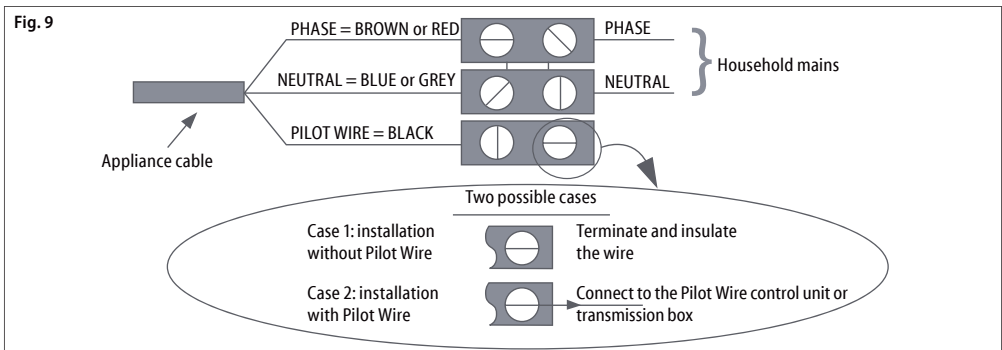 Fig. 9
PHASE = BROWN or RED
PHASE
NEUTRAL = BLUE or GREY
NEUTRAL
Household mains
PILOT WIRE = BLACK
Appliance cable
Two possible cases
Case 1: installation
without Pilot Wire
Terminate and insulate
the wire
Case 2: installation
with Pilot Wire
Connect to the Pilot Wire control unit or
transmission box